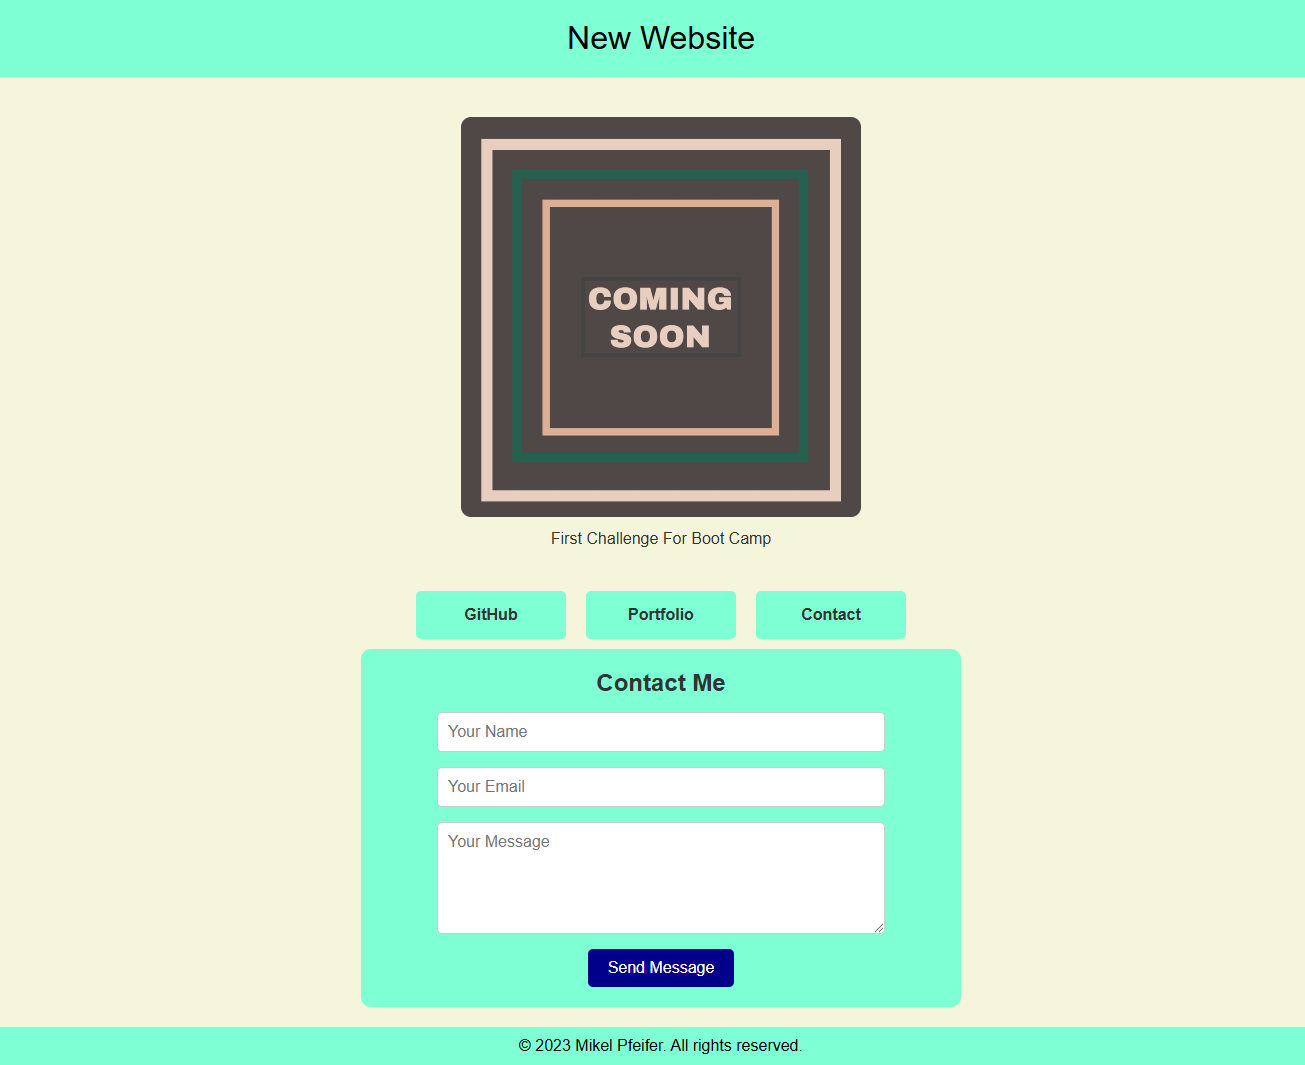 New Website
COMING
SOON
First Challenge For Boot Camp
GitHub
Portfolio
Contact
Contact Me
Your Name
Your Email
Your Message
Send Message
© 2023 Mikel Pfeifer. All rights reserved.